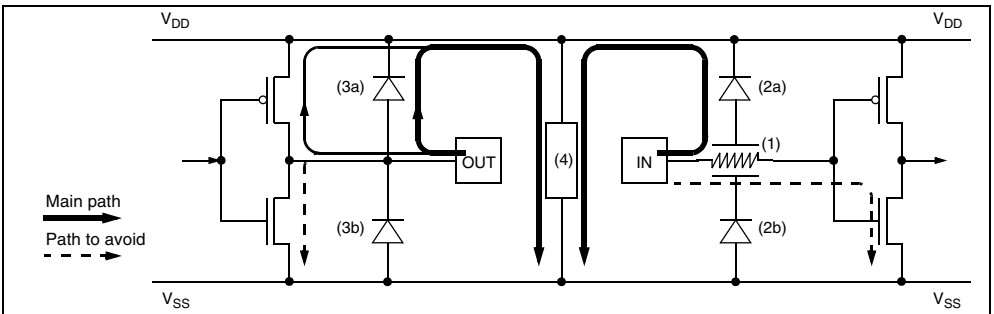 VDD VDD
(3a) (2a)
(1)
OUT (4) IN
Main path
Path to avoid
(3b) (2b)
VSS VSS